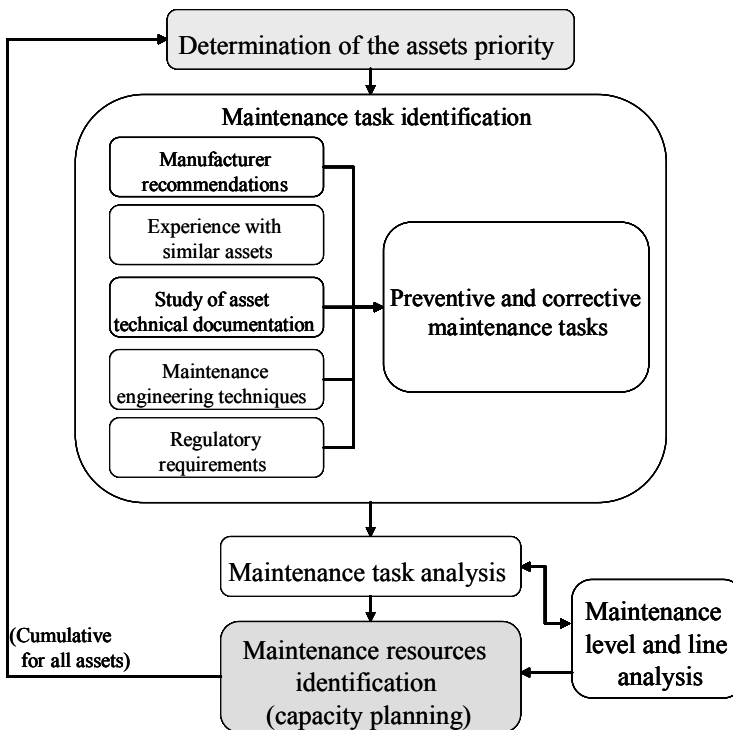 Determination of the assets priority
Maintenance task identification
Manufacturer
recommendations
Experience with
similar assets
Study of asset
technical documentation
Maintenance
engineering techniques
Regulatory
requirements
Preventive and corrective
maintenance tasks
Maintenance task analysis
Maintenance
level and line
analysis
Maintenance resources
identification
(capacity planning)
(Cumulative
for all assets)